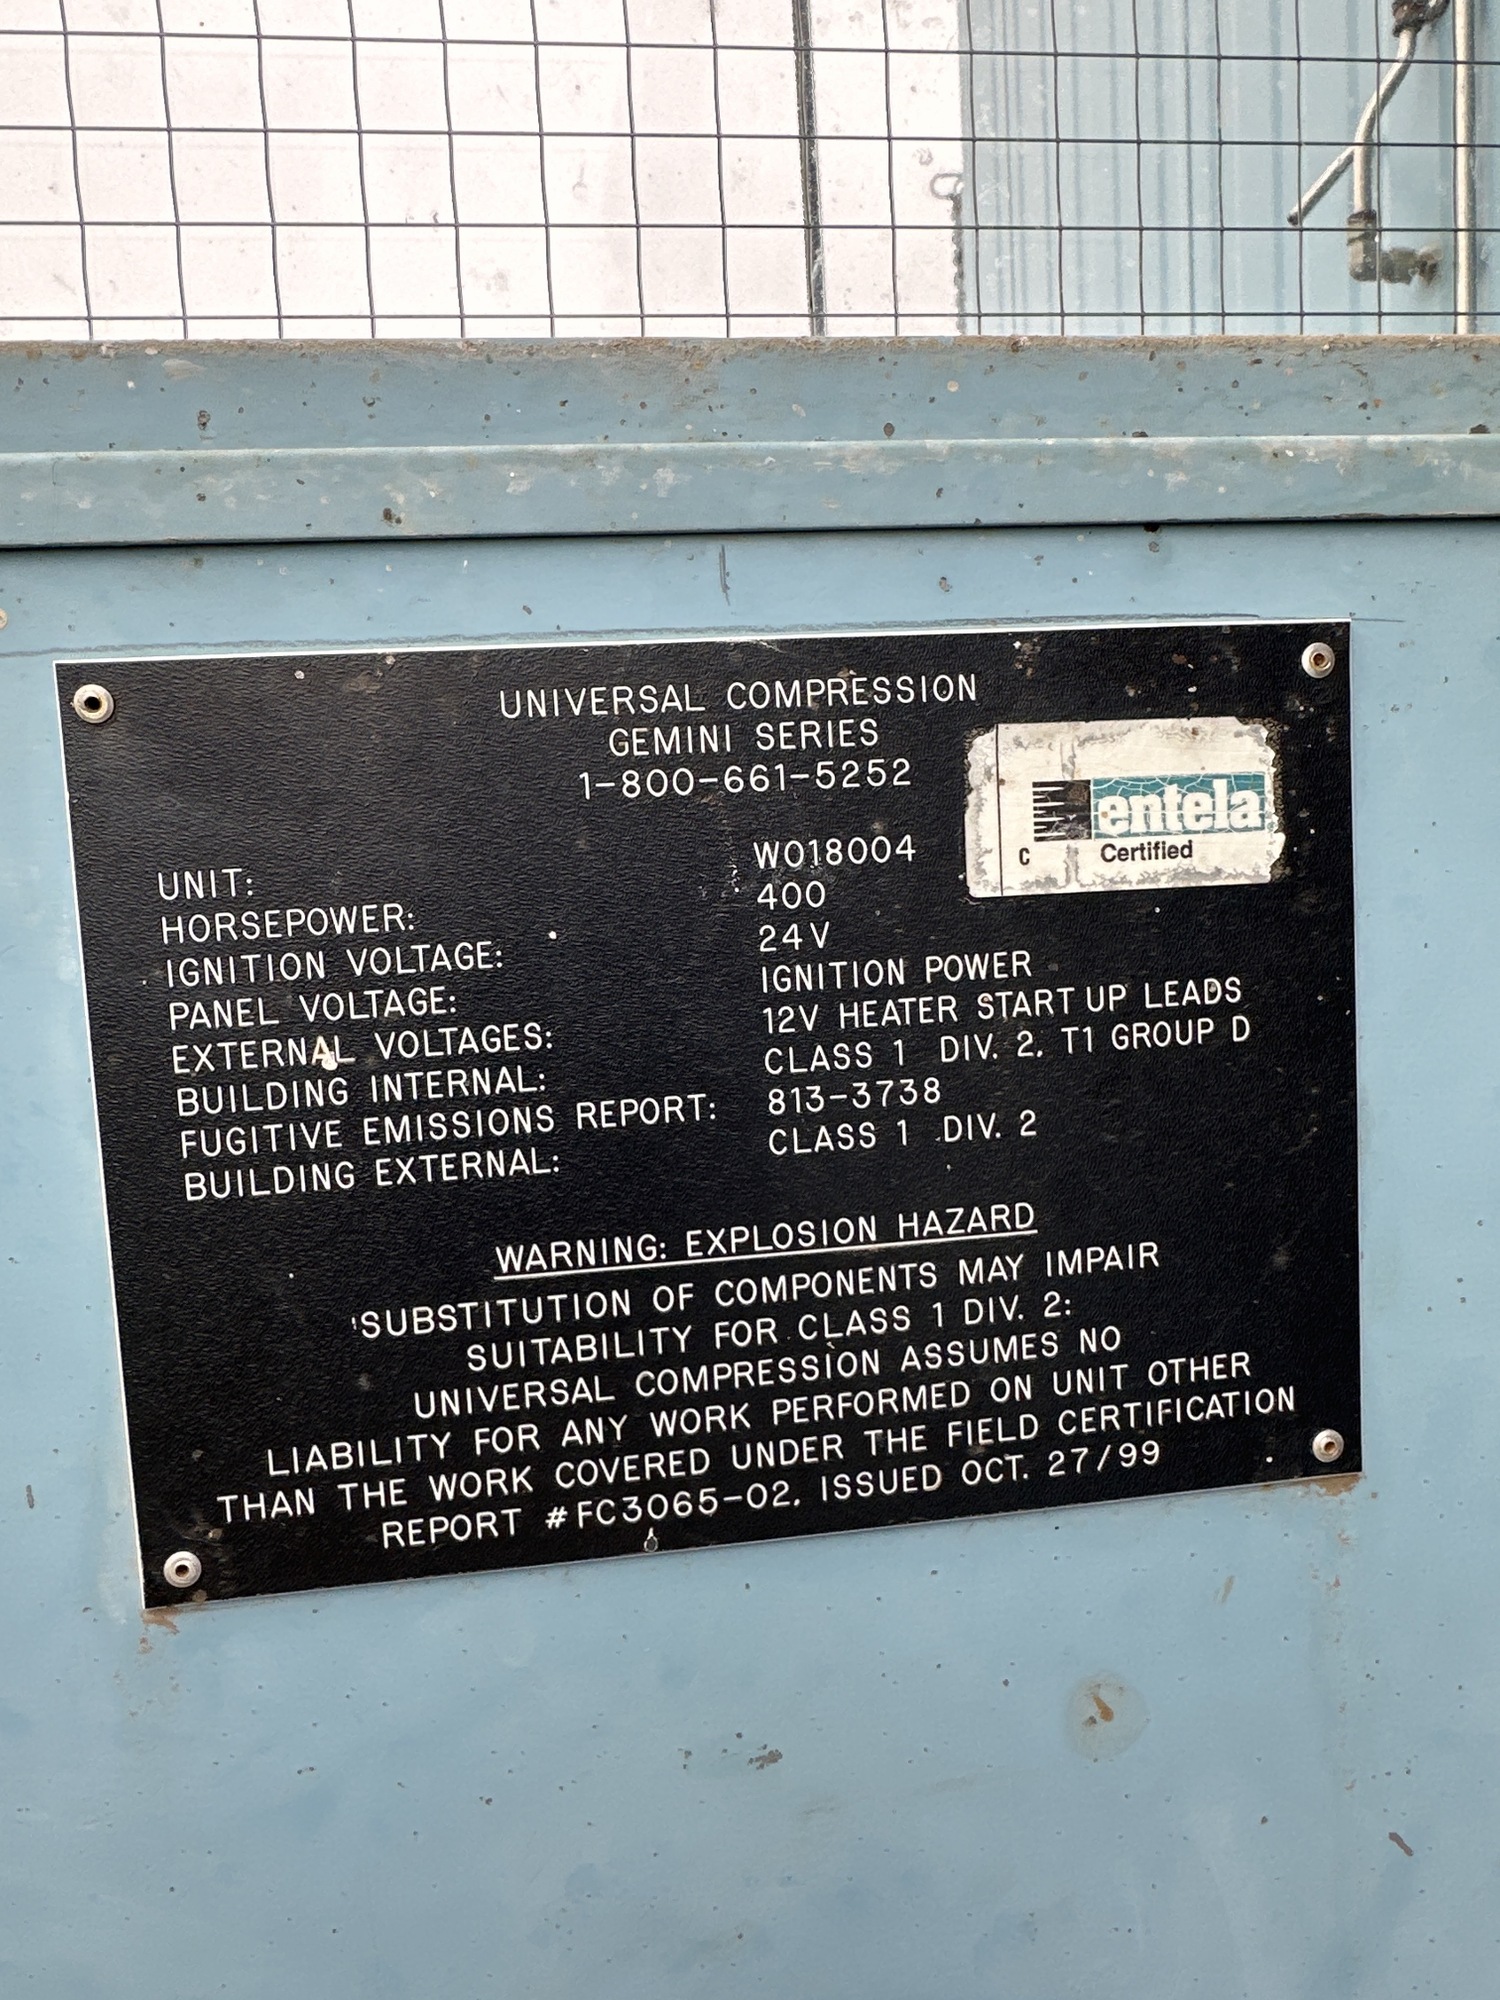 UNIVERSAL COMPRESSION
GEMINI SERIES
1-800-661-5252
entela
C Certified
UNIT: W018004
HORSEPOWER: 400
IGNITION VOLTAGE: 24V
PANEL VOLTAGE: IGNITION POWER
EXTERNAL VOLTAGES: 12V HEATER START UP LEADS
BUILDING INTERNAL: CLASS 1 DIV. 2. T1 GROUP D
FUGITIVE EMISSIONS REPORT: 813-3738
BUILDING EXTERNAL: CLASS 1 DIV. 2
WARNING: EXPLOSION HAZARD
SUBSTITUTION OF COMPONENTS MAY IMPAIR
SUITABILITY FOR CLASS 1 DIV. 2:
UNIVERSAL COMPRESSION ASSUMES NO
LIABILITY FOR ANY WORK PERFORMED ON UNIT OTHER
THAN THE WORK COVERED UNDER THE FIELD CERTIFICATION
REPORT #FC3065-02. ISSUED OCT. 27/99